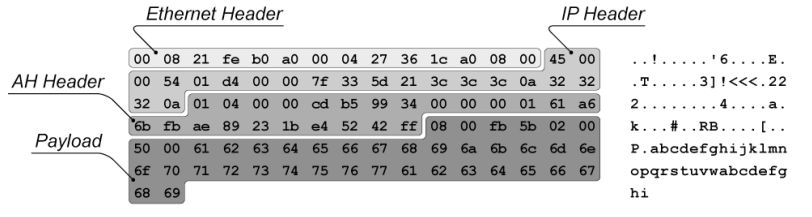 Ethernet Header
IP Header
00 08 21 fe b0 a0 00 04 27 36 1c a0 08 00 45 00 ..!.....'6....E.
AH Header
00 54 01 d4 00 00 7f 33 5d 21 3c 3c 3c 0a 32 32 .T.....3]!<<<.22
32 0a 01 04 00 00 cd b5 99 34 00 00 00 01 61 a6 2........4....a.
6b fb ae 89 23 1b e4 52 42 ff 08 00 fb 5b 02 00 k...#..RB....[..
Payload
50 00 61 62 63 64 65 66 67 68 69 6a 6b 6c 6d 6e P.abcdefghijklmn
6f 70 71 72 73 74 75 76 77 61 62 63 64 65 66 67 opqrstuvwabcdefg
68 69 hi